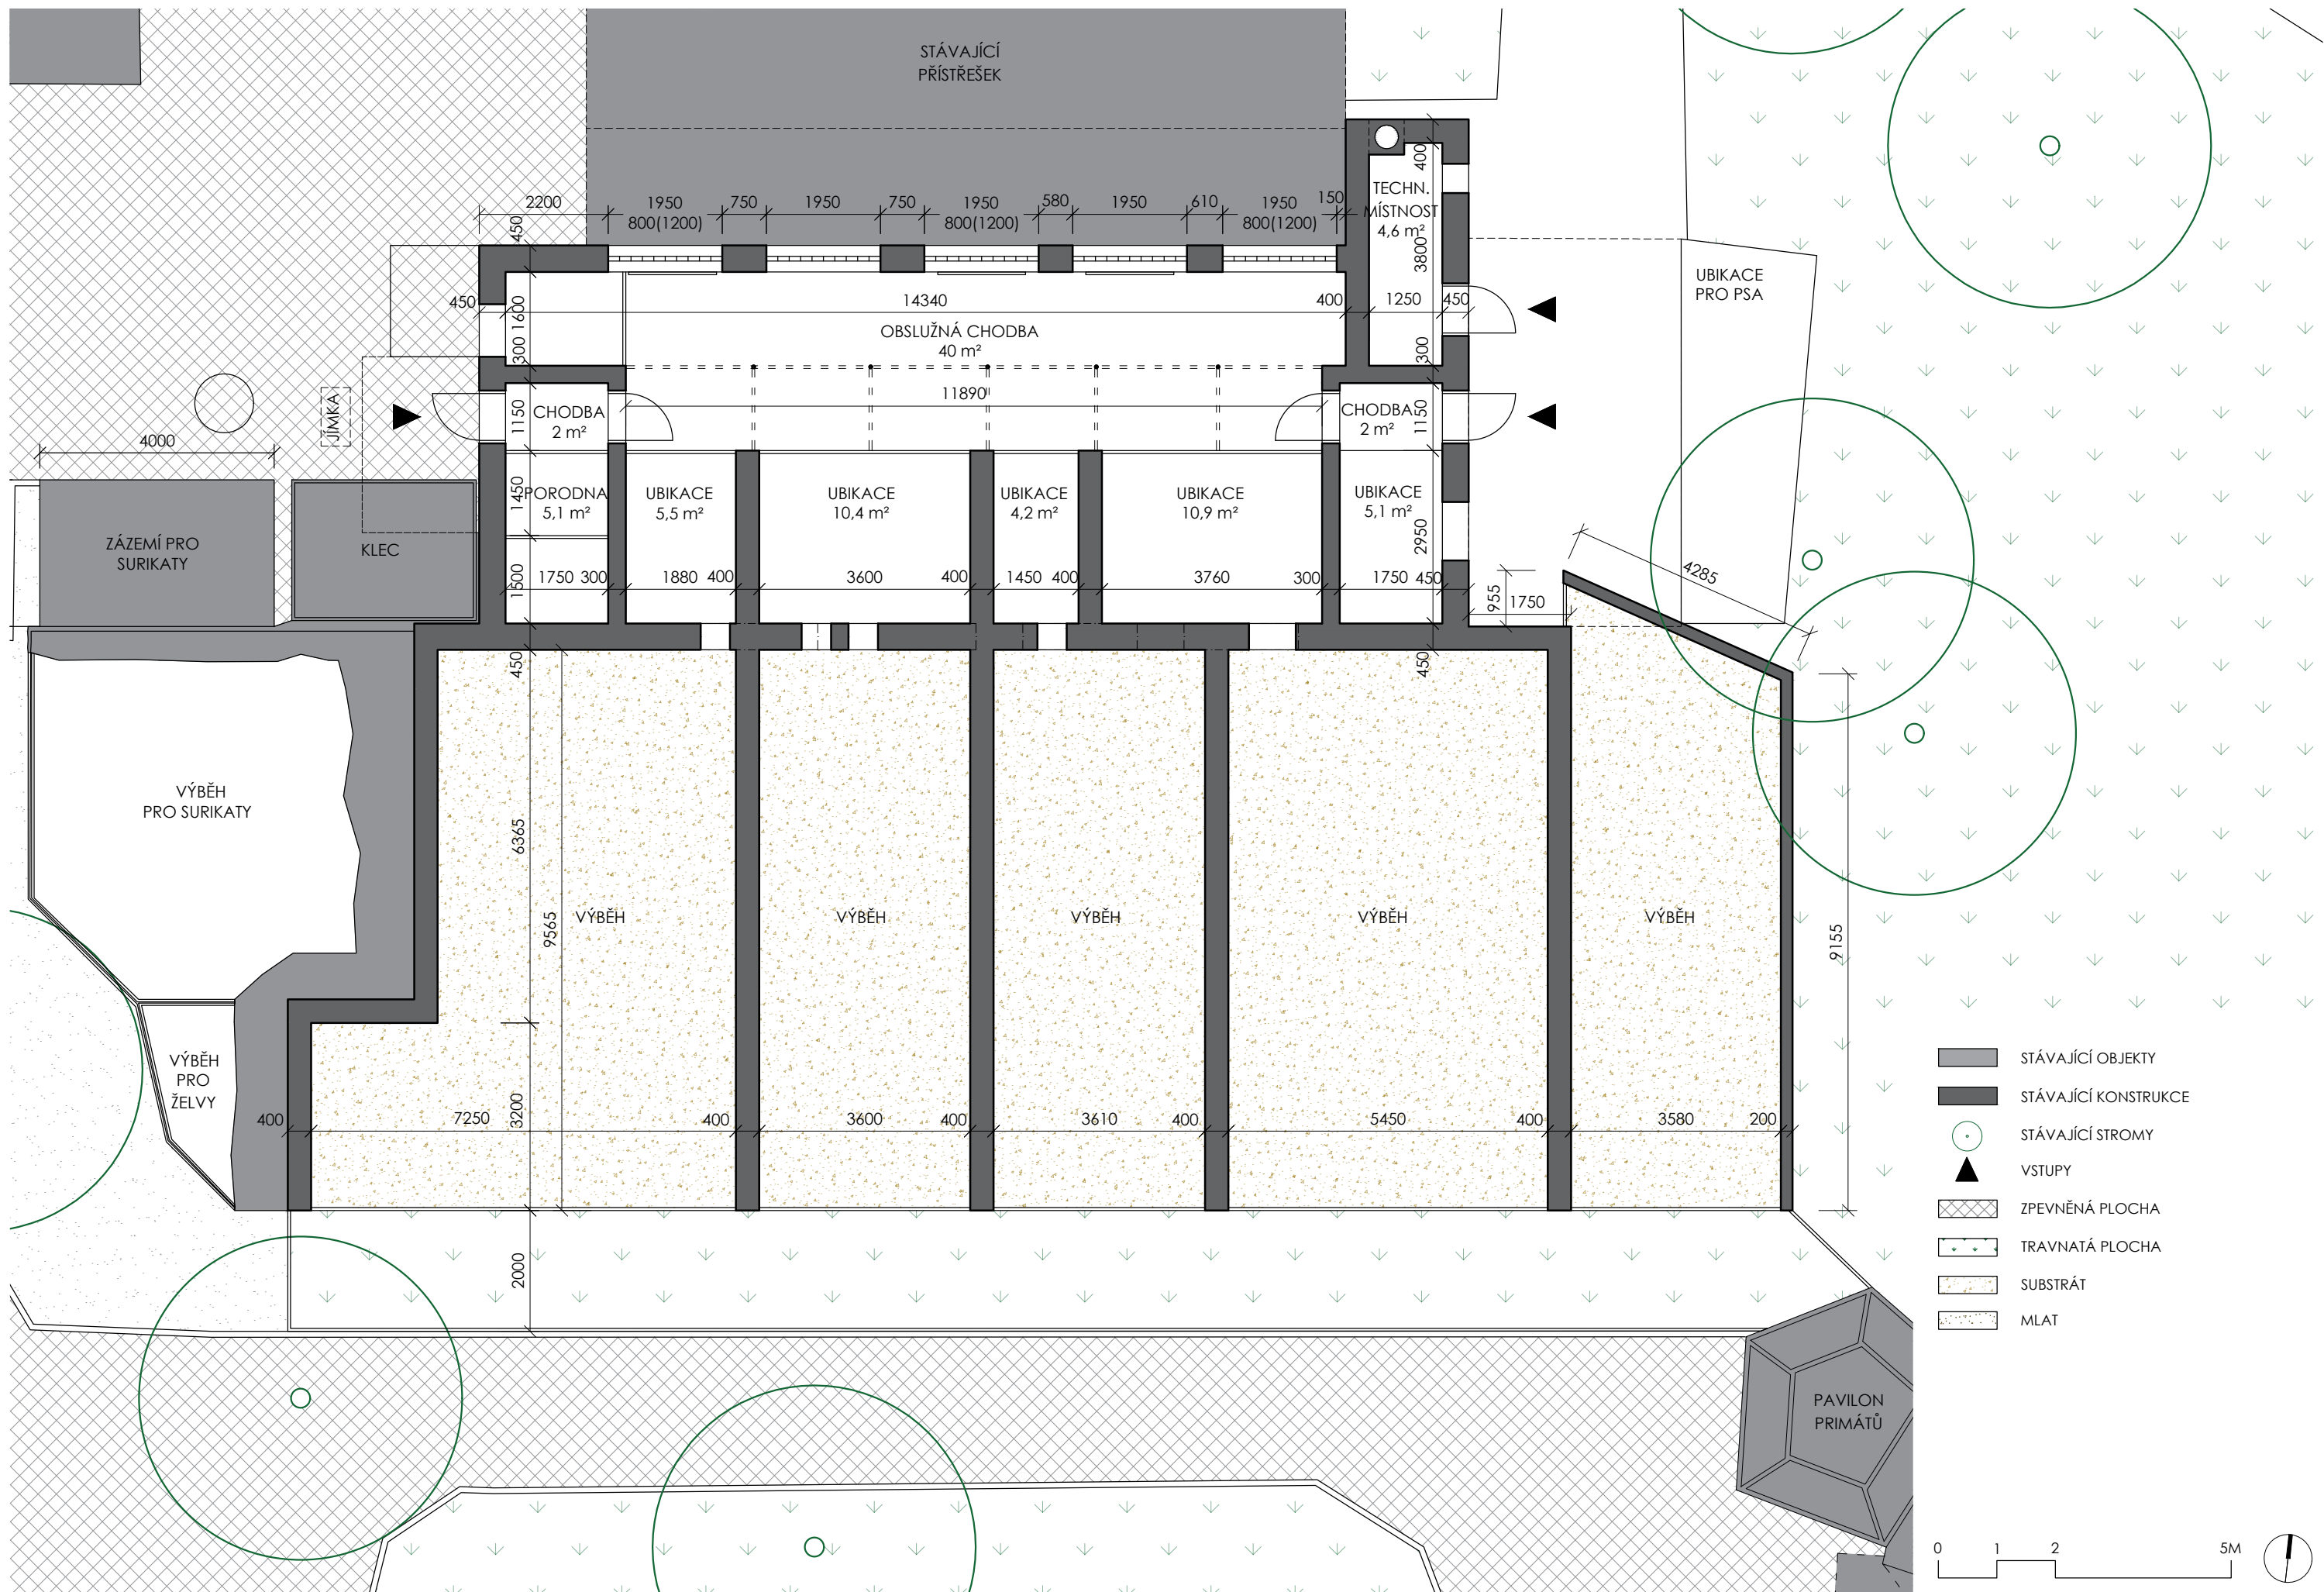 STÁVAJÍCÍ
PŘÍSTŘEŠEK
2200
1950
800(1200)
750
1950
750
1950
800(1200)
580
1950
610
1950
800(1200)
150
450
400
TECHN.
MÍSTNOST
4,6 m²
3800
UBIKACE
PRO PSA
450
1600
14340
400
1250
450
OBSLUŽNÁ CHODBA
40 m²
300
300
JÍMKA
1150
CHODBA
2 m²
11890
CHODBA
2 m²
1150
4000
1450
PORODNA
5,1 m²
UBIKACE
5,5 m²
UBIKACE
10,4 m²
UBIKACE
4,2 m²
UBIKACE
10,9 m²
UBIKACE
5,1 m²
2950
ZÁZEMÍ PRO
SURIKATY
KLEC
1500
1750
300
1880
400
3600
400
1450
400
3760
300
1750
450
955
1750
4285
450
450
VÝBĚH
PRO SURIKATY
6365
9565
VÝBĚH
VÝBĚH
VÝBĚH
VÝBĚH
VÝBĚH
9155
VÝBĚH
PRO
ŽELVY
400
7250
3200
400
3600
400
3610
400
5450
400
3580
200
2000
STÁVAJÍCÍ OBJEKTY
STÁVAJÍCÍ KONSTRUKCE
STÁVAJÍCÍ STROMY
VSTUPY
ZPEVNĚNÁ PLOCHA
TRAVNATÁ PLOCHA
SUBSTRÁT
MLAT
PAVILON
PRIMÁTŮ
0 1 2 5M